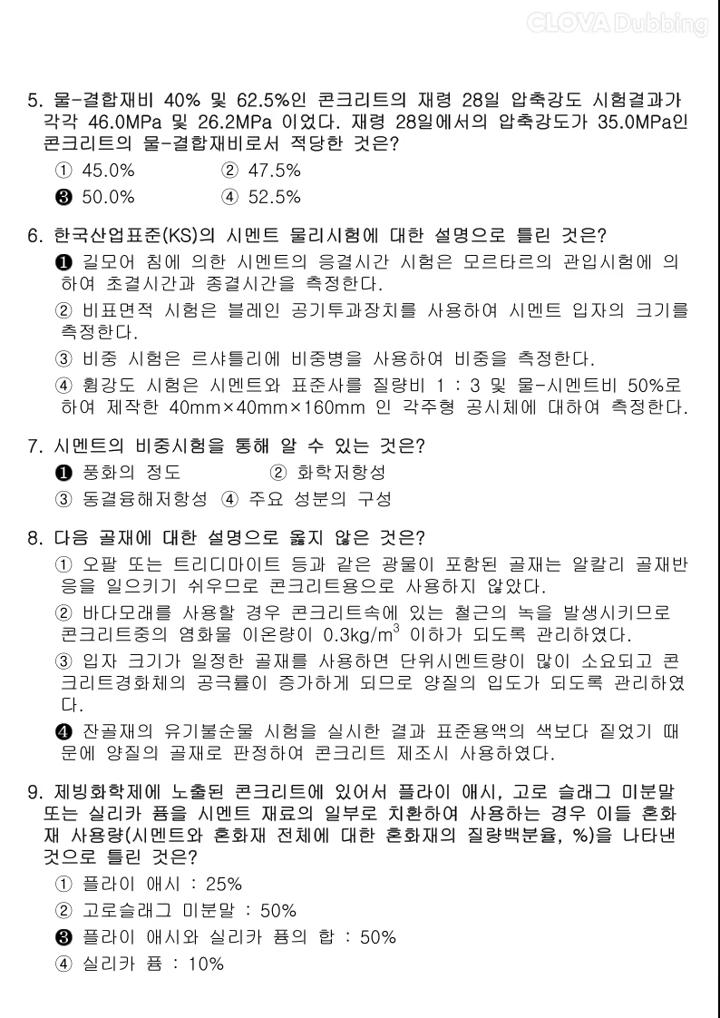 CLOVA Dubbing
5. 물-결합재비 40% 및 62.5%인 콘크리트의 재령 28일 압축강도 시험결과가
각각 46.0MPa 및 26.2MPa 이었다. 재령 28일에서의 압축강도가 35.0MPa인
콘크리트의 물-결합재비로서 적당한 것은?
① 45.0% ② 47.5%
❸ 50.0% ④ 52.5%
6. 한국산업표준(KS)의 시멘트 물리시험에 대한 설명으로 틀린 것은?
❶ 길모어 침에 의한 시멘트의 응결시간 시험은 모르타르의 관입시험에 의
하여 초결시간과 종결시간을 측정한다.
② 비표면적 시험은 블레인 공기투과장치를 사용하여 시멘트 입자의 크기를
측정한다.
③ 비중 시험은 르샤틀리에 비중병을 사용하여 비중을 측정한다.
④ 휨강도 시험은 시멘트와 표준사를 질량비 1 : 3 및 물-시멘트비 50%로
하여 제작한 40mm×40mm×160mm 인 각주형 공시체에 대하여 측정한다.
7. 시멘트의 비중시험을 통해 알 수 있는 것은?
❶ 풍화의 정도 ② 화학저항성
③ 동결융해저항성 ④ 주요 성분의 구성
8. 다음 골재에 대한 설명으로 옳지 않은 것은?
① 오팔 또는 트리디마이트 등과 같은 광물이 포함된 골재는 알칼리 골재반
응을 일으키기 쉬우므로 콘크리트용으로 사용하지 않았다.
② 바다모래를 사용할 경우 콘크리트속에 있는 철근의 녹을 발생시키므로
콘크리트중의 염화물 이온량이 0.3kg/m³ 이하가 되도록 관리하였다.
③ 입자 크기가 일정한 골재를 사용하면 단위시멘트량이 많이 소요되고 콘
크리트경화체의 공극률이 증가하게 되므로 양질의 입도가 되도록 관리하였
다.
❹ 잔골재의 유기불순물 시험을 실시한 결과 표준용액의 색보다 짙었기 때
문에 양질의 골재로 판정하여 콘크리트 제조시 사용하였다.
9. 제빙화학제에 노출된 콘크리트에 있어서 플라이 애시, 고로 슬래그 미분말
또는 실리카 퓸을 시멘트 재료의 일부로 치환하여 사용하는 경우 이들 혼화
재 사용량(시멘트와 혼화재 전체에 대한 혼화재의 질량백분율, %)을 나타낸
것으로 틀린 것은?
① 플라이 애시 : 25%
② 고로슬래그 미분말 : 50%
❸ 플라이 애시와 실리카 퓸의 합 : 50%
④ 실리카 퓸 : 10%